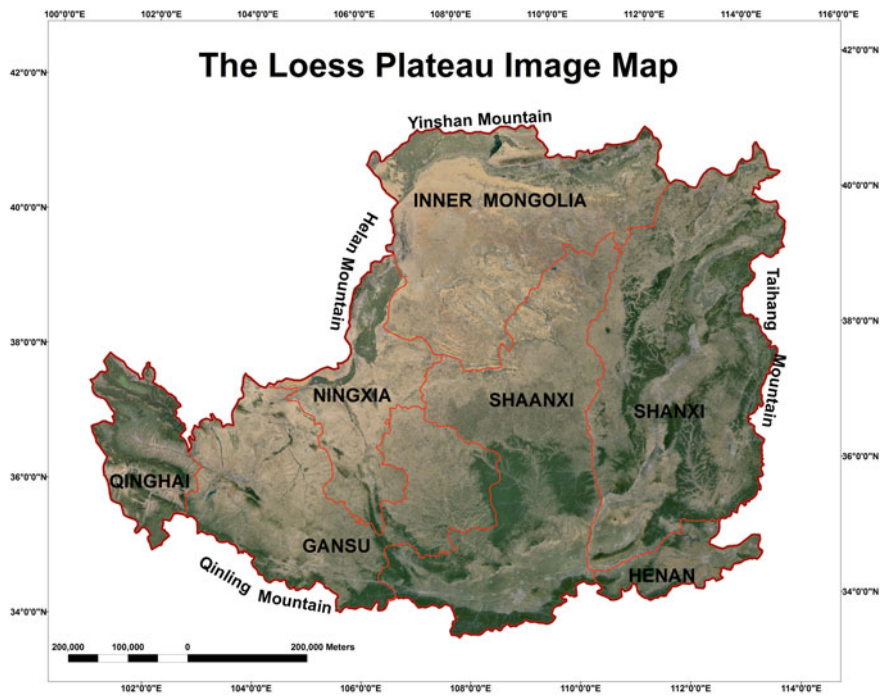 100°0'0"E 102°0'0"E 104°0'0"E 106°0'0"E 108°0'0"E 110°0'0"E 112°0'0"E 114°0'0"E 116°0'0"E
The Loess Plateau Image Map
42°0'0"N
42°0'0"N
Yinshan Mountain
INNER MONGOLIA
40°0'0"N
40°0'0"N
Helan Mountain
Taihang Mountain
38°0'0"N
38°0'0"N
NINGXIA
SHAANXI
SHANXI
36°0'0"N
36°0'0"N
QINGHAI
GANSU
HENAN
Qinling Mountain
34°0'0"N
34°0'0"N
200,000 100,000 0 200,000 Meters
102°0'0"E 104°0'0"E 106°0'0"E 108°0'0"E 110°0'0"E 112°0'0"E 114°0'0"E